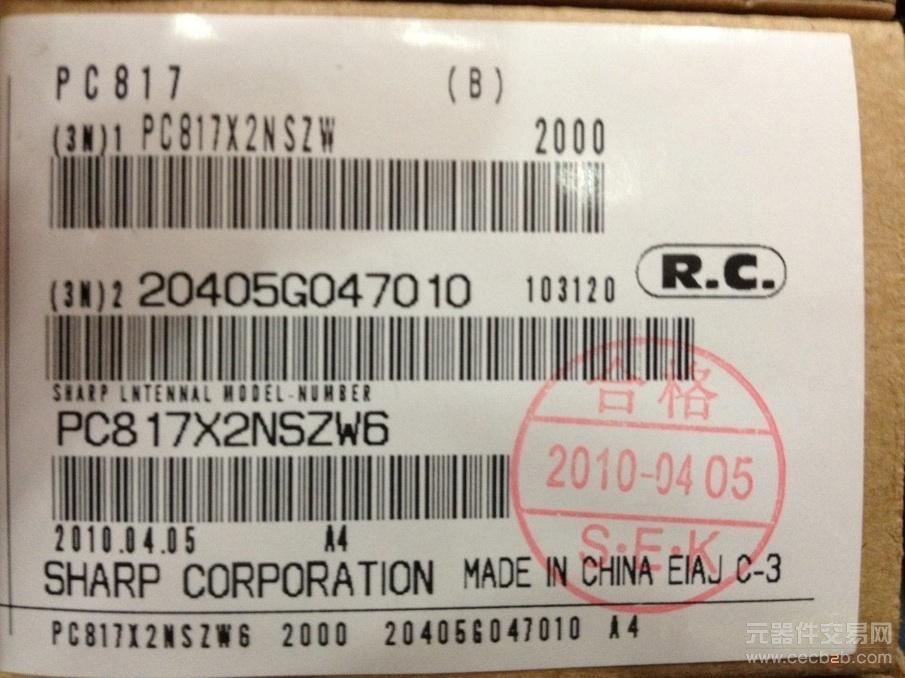 PC817 (B)
(3N)1 PC817X2NSZW 2000
(3N)2 20405G047010 103120 R.C.
SHARP LNTENNAL MODEL-NUMBER
PC817X2NSZW6
合格
2010-04 05
S·E·K
2010.04.05 A4
SHARP CORPORATION MADE IN CHINA EIAJ C-3
PC817X2NSZW6 2000 20405G047010 A4
元器件交易网
www.cecb2b.com